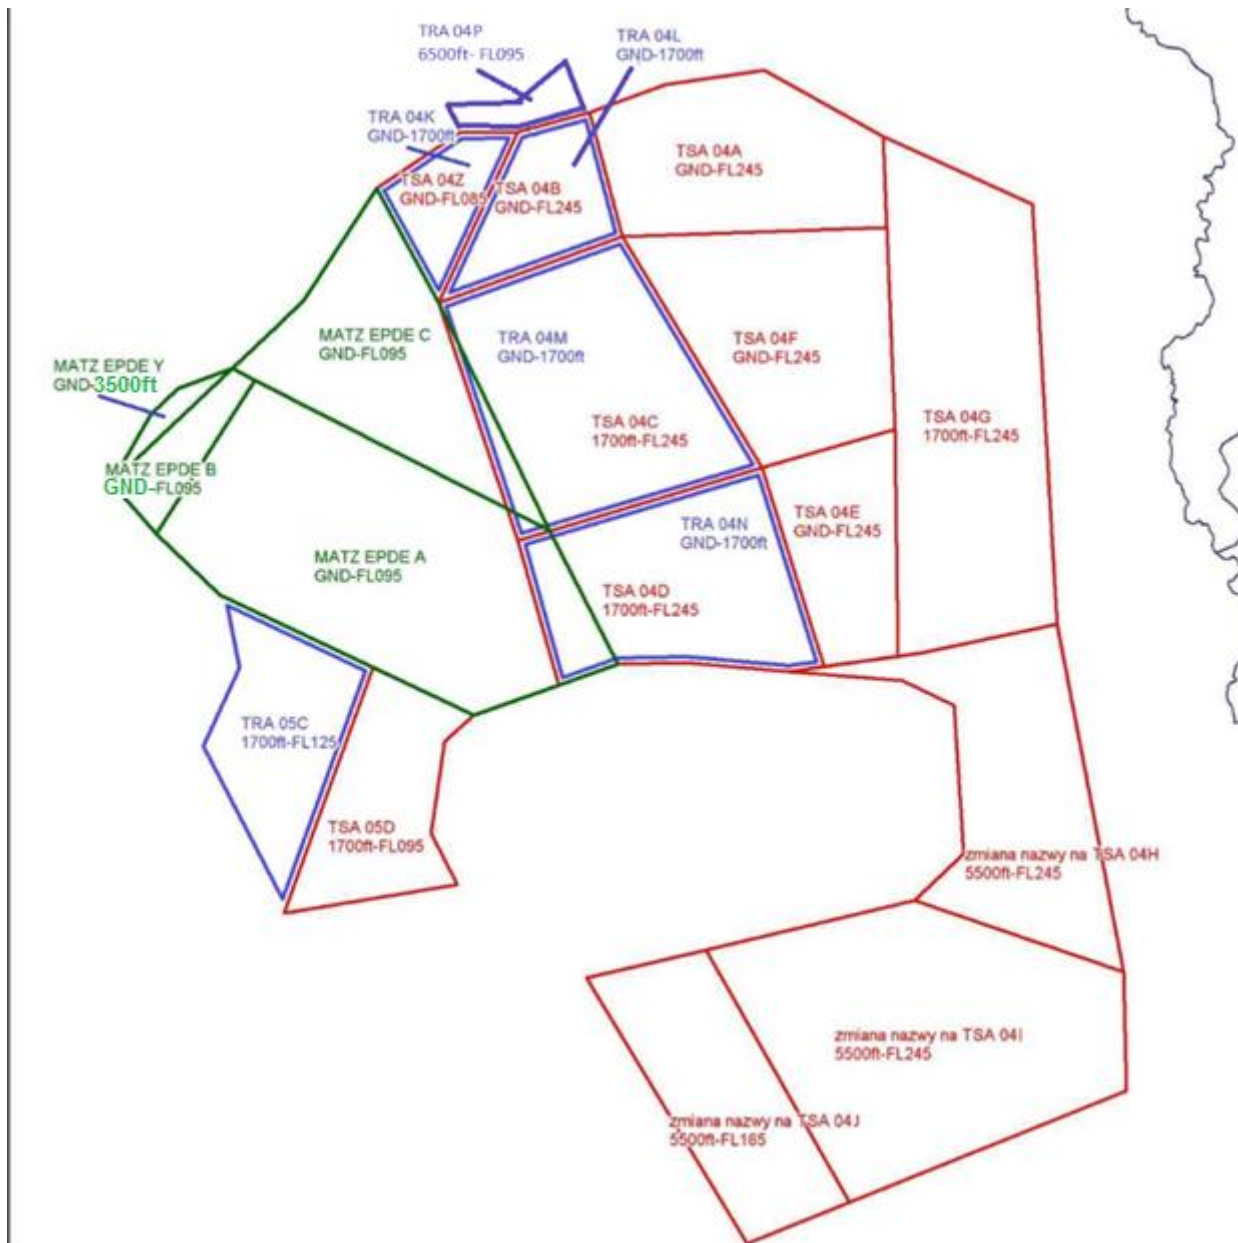 TRA 04P
6500ft- FL095
TRA 04L
GND-1700ft
TRA 04K
GND-1700ft
TSA 04Z
GND-FL085
TSA 04B
GND-FL245
TSA 04A
GND-FL245
MATZ EPDE C
GND-FL095
TRA 04M
GND-1700ft
TSA 04F
GND-FL245
MATZ EPDE Y
GND-3500ft
TSA 04C
1700ft-FL245
TSA 04G
1700ft-FL245
MATZ EPDE B
GND-FL095
TRA 04N
GND-1700ft
TSA 04E
GND-FL245
MATZ EPDE A
GND-FL095
TSA 04D
1700ft-FL245
TRA 05C
1700ft-FL125
TSA 05D
1700ft-FL095
zmiana nazwy na TSA 04H
5500ft-FL245
zmiana nazwy na TSA 04I
5500ft-FL245
zmiana nazwy na TSA 04J
5500ft-FL165